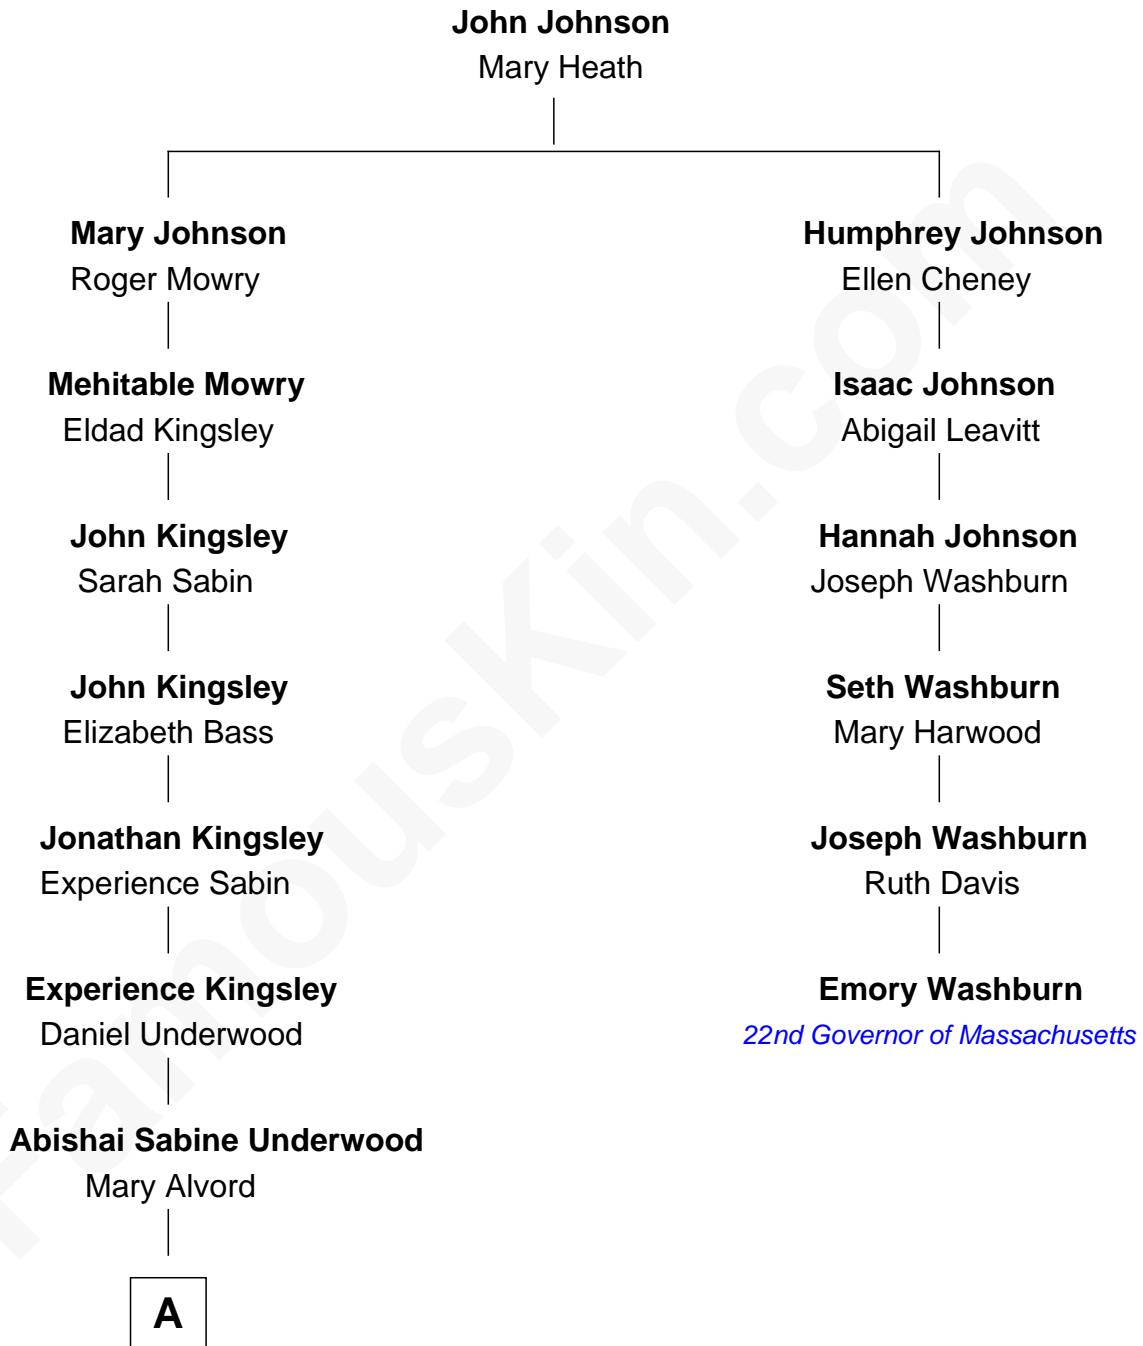 John Johnson
Mary Heath
Mary Johnson
Roger Mowry
Humphrey Johnson
Ellen Cheney
Mehitable Mowry
Eldad Kingsley
Isaac Johnson
Abigail Leavitt
John Kingsley
Sarah Sabin
Hannah Johnson
Joseph Washburn
John Kingsley
Elizabeth Bass
Seth Washburn
Mary Harwood
Jonathan Kingsley
Experience Sabin
Joseph Washburn
Ruth Davis
Experience Kingsley
Daniel Underwood
Emory Washburn
22nd Governor of Massachusetts
Abishai Sabine Underwood
Mary Alvord
A
FamousKin.com